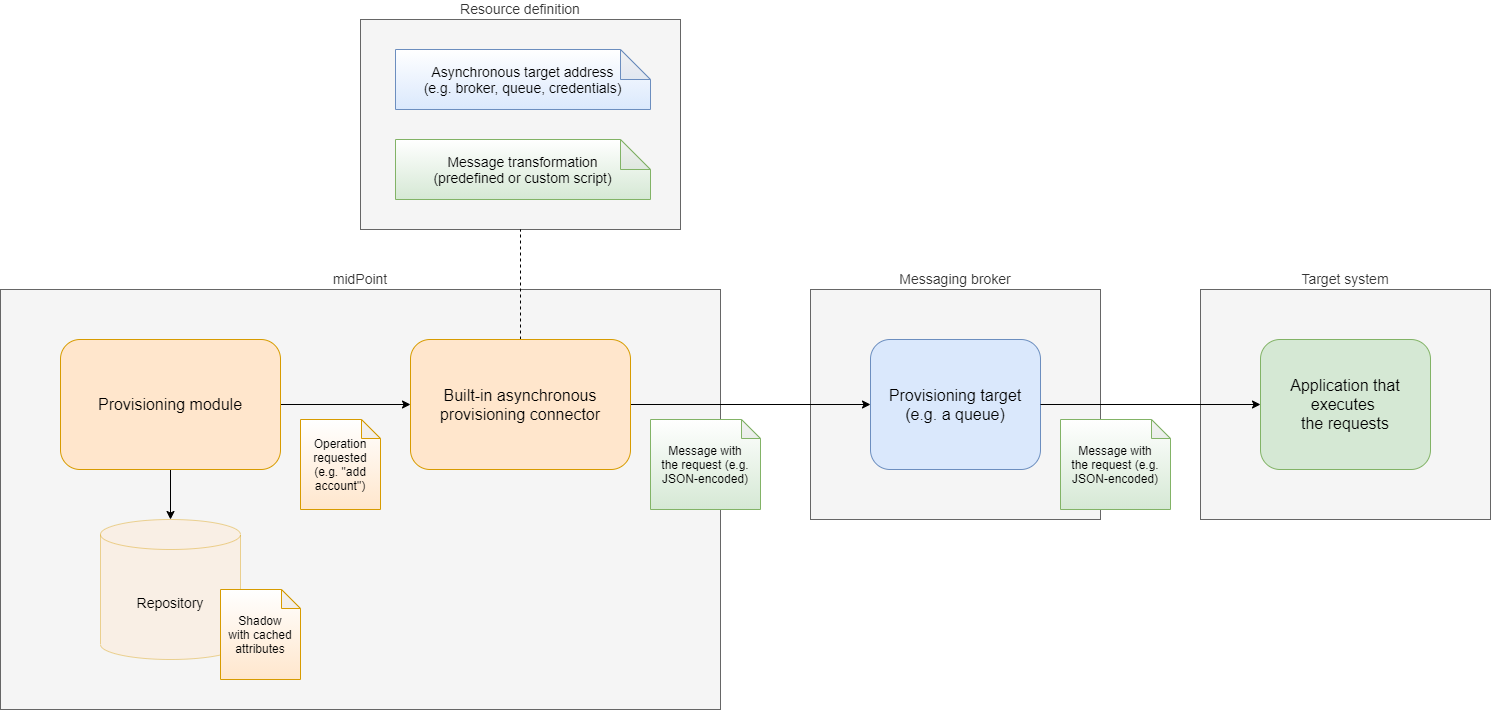 Resource definition
Asynchronous target address
(e.g. broker, queue, credentials)
Message transformation
(predefined or custom script)
midPoint
Messaging broker
Target system
Provisioning module
Built-in asynchronous
provisioning connector
Provisioning target
(e.g. a queue)
Application that
executes
the requests
Operation
requested
(e.g. "add
account")
Message with
the request (e.g.
JSON-encoded)
Message with
the request (e.g.
JSON-encoded)
Repository
Shadow
with cached
attributes